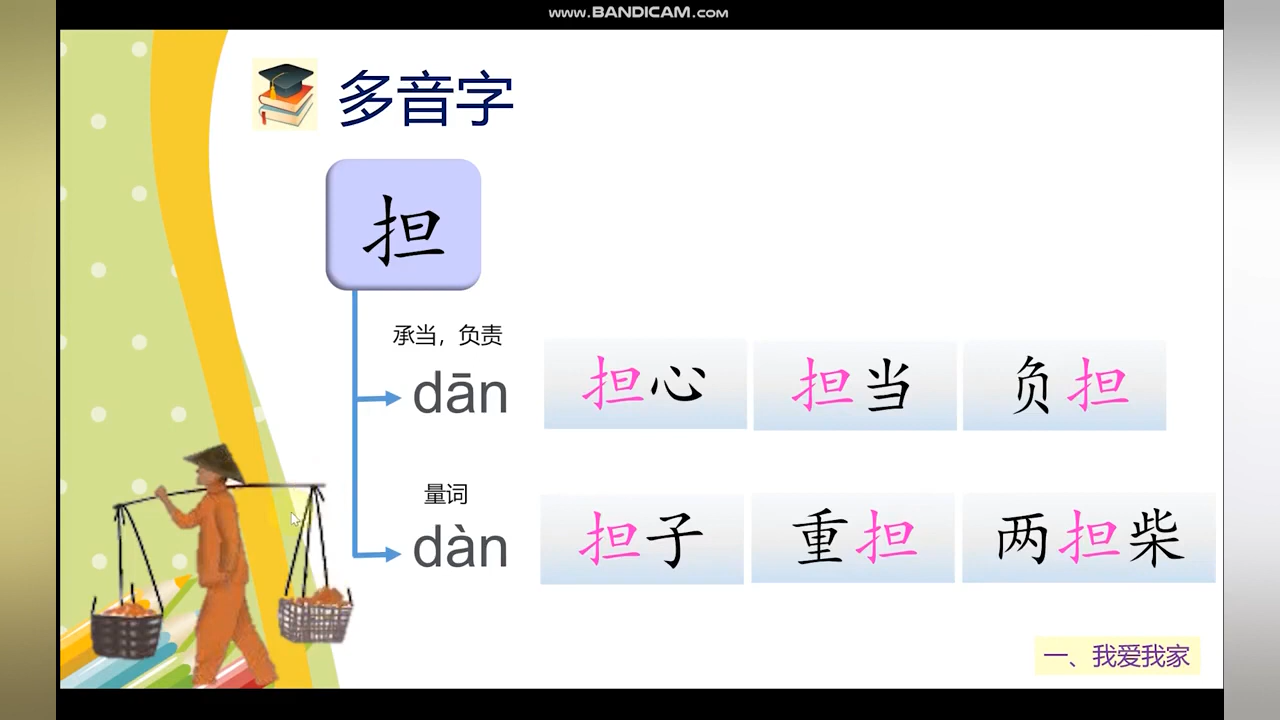 www.BANDICAM.com
多音字
担
承当，负责
dān
担心 担当 负担
量词
dàn
担子 重担 两担柴
一、我爱我家